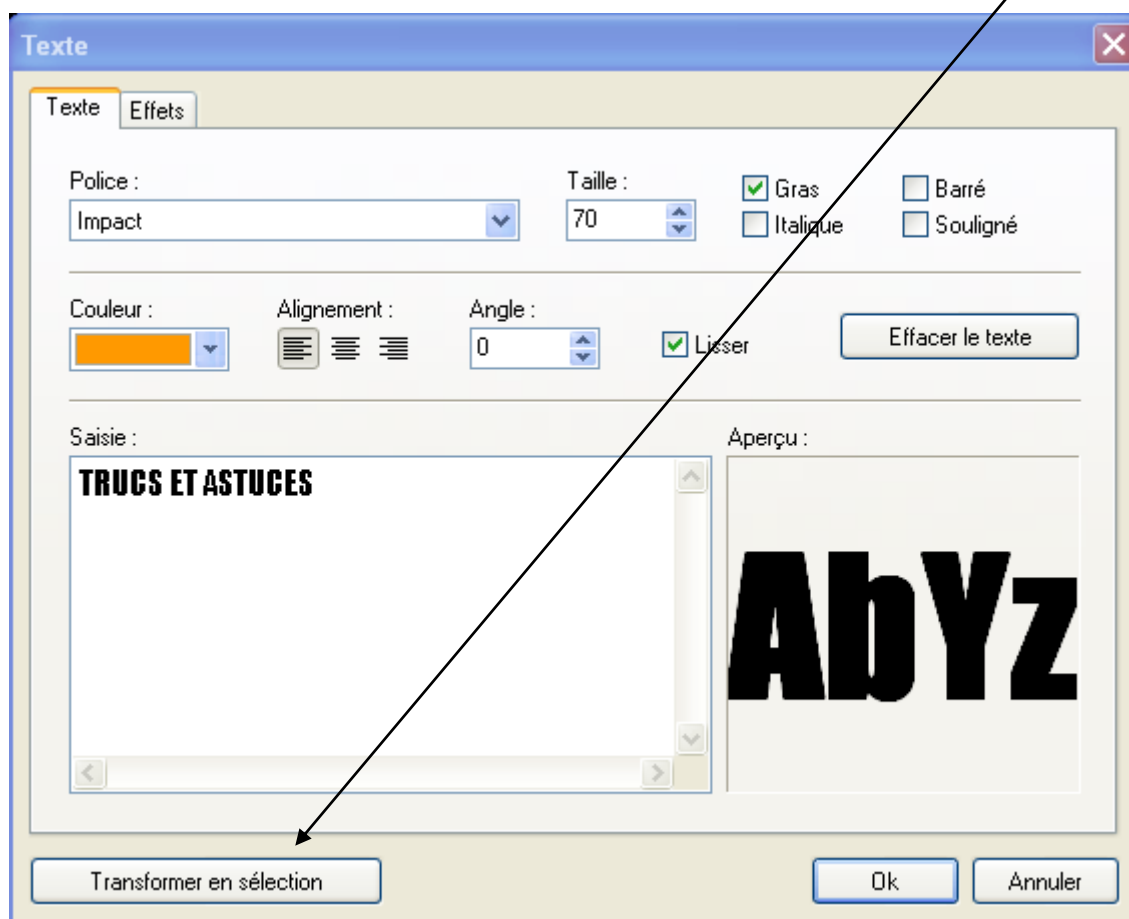 Texte
Texte Effets
Police : Taille :
Gras Barré
Impact 70
Italique Souligné
Couleur : Alignement : Angle :
0 Lisser Effacer le texte
Saisie : Aperçu :
TRUCS ET ASTUCES
AbYz
Transformer en sélection Ok Annuler